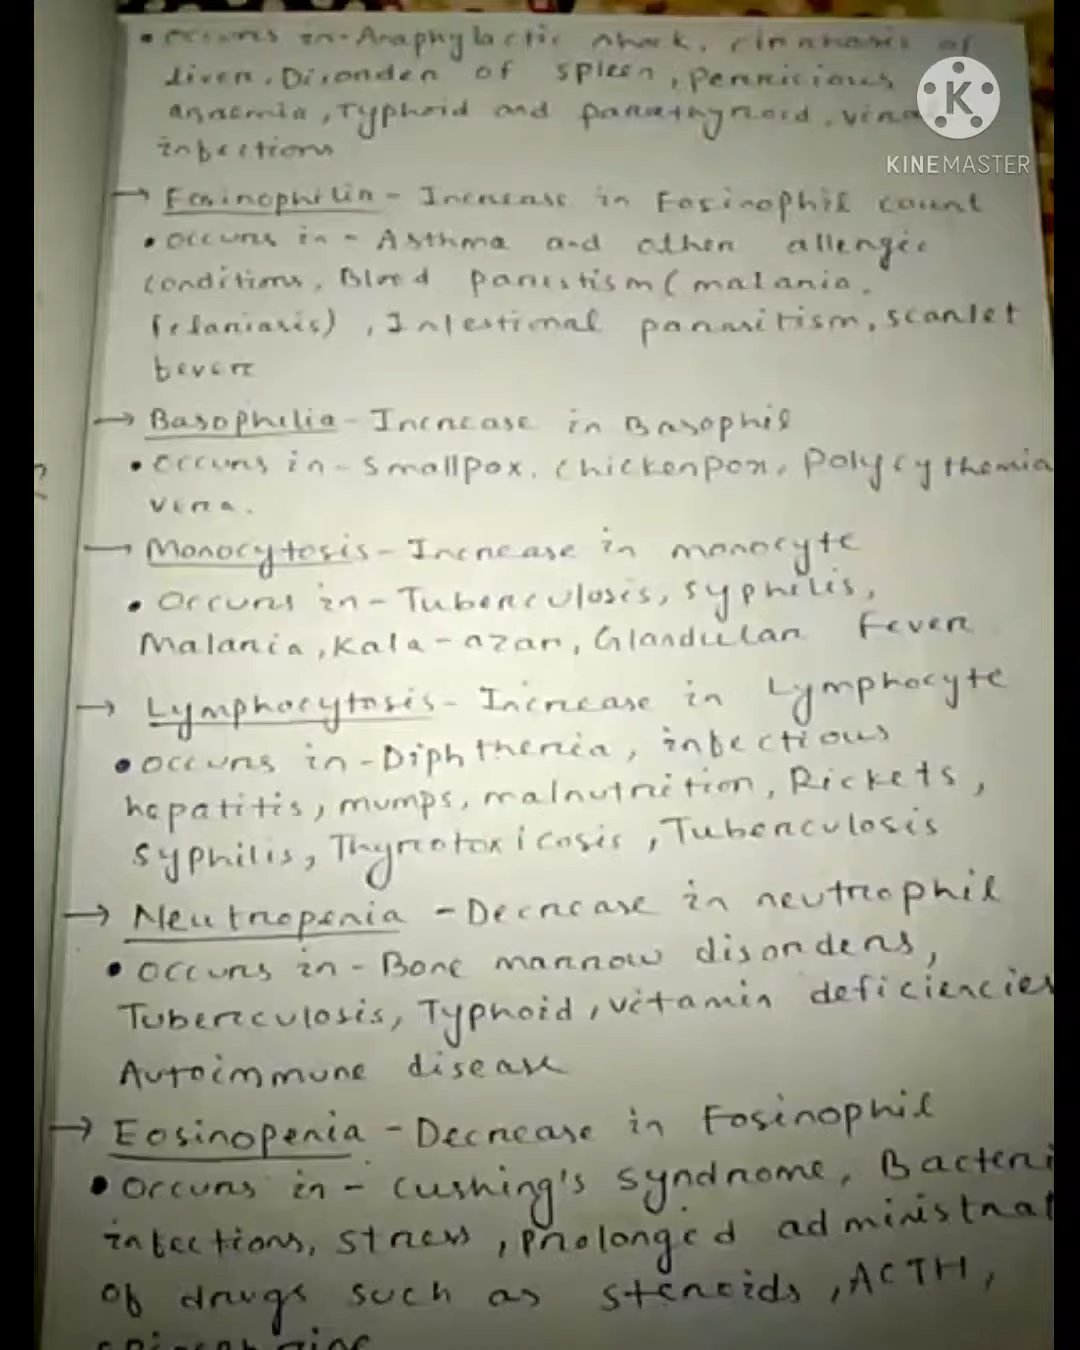 • occurs in - Anaphylactic shock, cirrhosis of
liver, Disorder of spleen, Pernicious
anaemia, Typhoid and parathyroid, viral
infections
KINEMASTER
→ Eosinophilia - Increase in Eosinophil count
• occurs in - Asthma and other allergic
conditions, Blood parasitism (malaria,
filariasis), Intestional parasitism, scarlet
fever
→ Basophilia - Increase in Basophil
• occurs in - smallpox, chickenpox, Polycythemia
vera.
→ Monocytosis - Increase in monocyte
• occurs in - Tuberculosis, syphilis,
Malaria, Kala-azar, Glandular Fever
→ Lymphocytosis - Increase in Lymphocyte
• occurs in - Diphtheria, infectious
hepatitis, mumps, malnutrition, Rickets,
syphilis, Thyrotoxicosis, Tuberculosis
→ Neutropenia - Decrease in neutrophil
• occurs in - Bone marrow disorders,
Tuberculosis, Typhoid, vitamin deficiencies
Autoimmune disease
→ Eosinopenia - Decrease in Eosinophil
• occurs in - cushing's syndrome, Bacteri
infections, stress, prolonged administrat
of drugs such as steroids, ACTH,